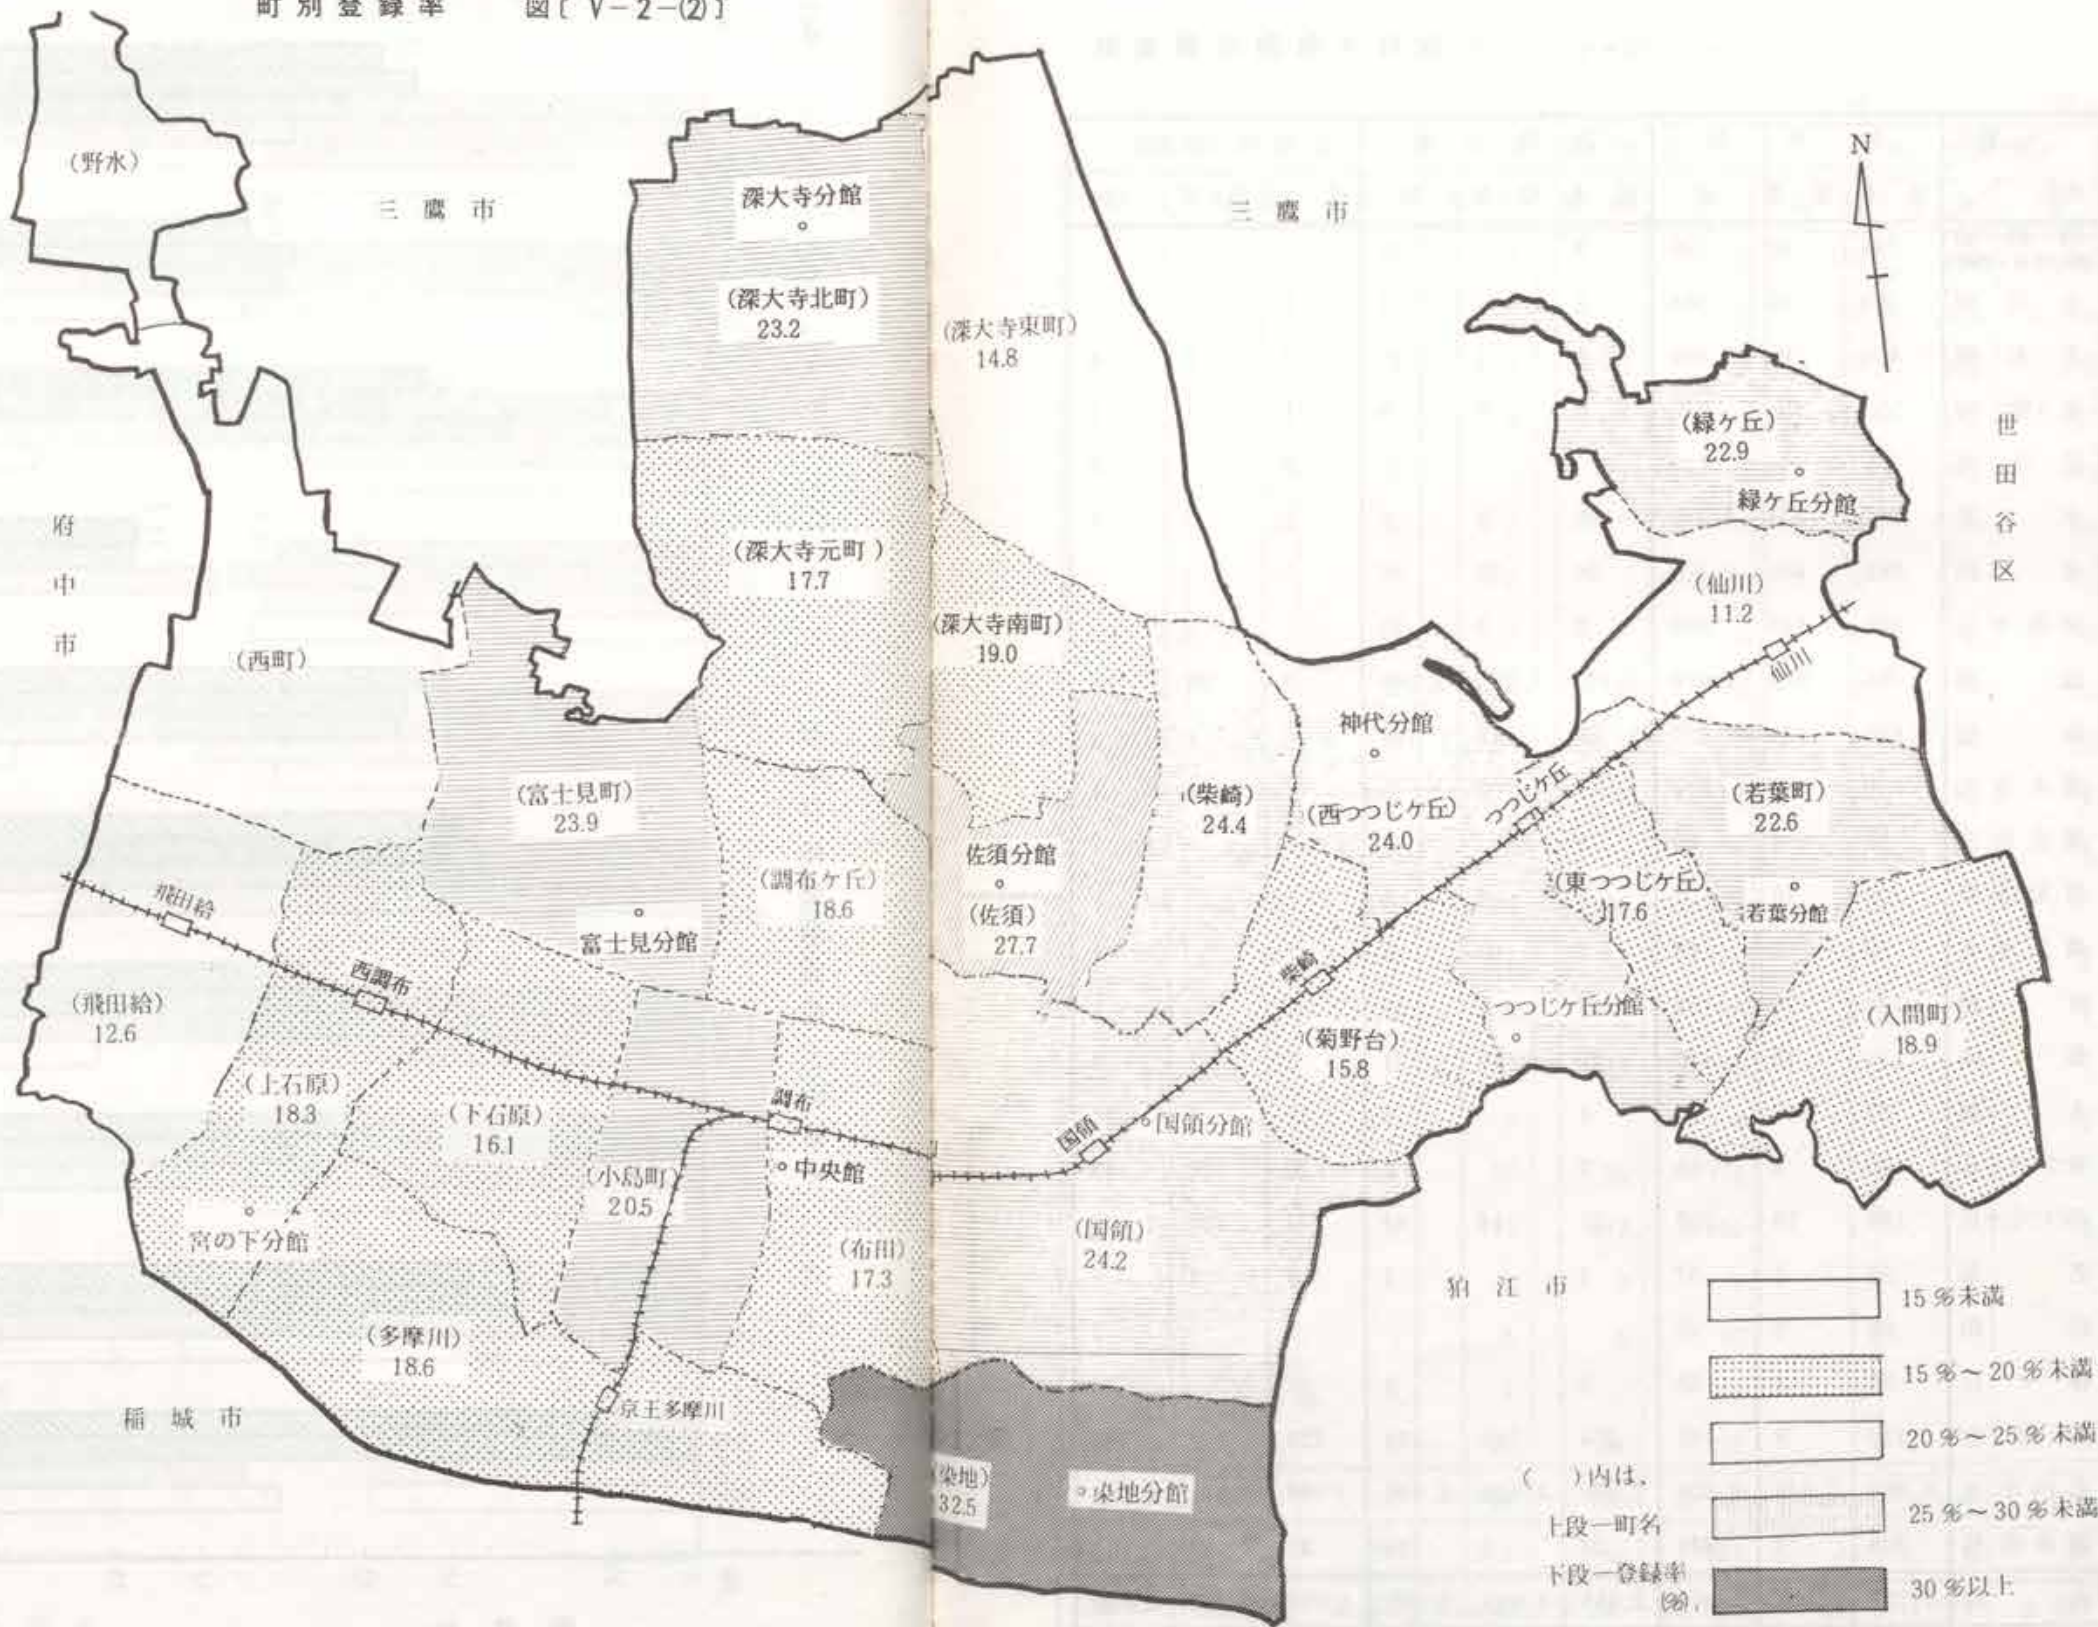 町別登録率 図〔Ⅴ-2-(2)〕
(野水)
三鷹市
三鷹市
N
深大寺分館
(深大寺北町)
23.2
(深大寺東町)
14.8
(緑ケ丘)
22.9
緑ケ丘分館
世田谷区
府中市
(深大寺元町)
17.7
(仙川)
11.2
仙川
(深大寺南町)
19.0
(西町)
神代分館
(富士見町)
23.9
(柴崎)
24.4
(西つつじケ丘)
24.0
つつじケ丘
(若葉町)
22.6
佐須分館
(調布ケ丘)
18.6
(東つつじケ丘)
17.6
若葉分館
飛田給
(佐須)
27.7
富士見分館
西調布
柴崎
(飛田給)
12.6
つつじケ丘分館
(入間町)
18.9
(菊野台)
15.8
(上石原)
18.3
(下石原)
16.1
調布
国領
国領分館
中央館
(小島町)
20.5
宮の下分館
(布田)
17.3
(国領)
24.2
狛江市
15％未満
(多摩川)
18.6
15％～20％未満
稲城市
京王多摩川
20％～25％未満
(染地)
32.5
染地分館
( )内は、
上段—町名
25％～30％未満
下段—登録率
(%).
30％以上